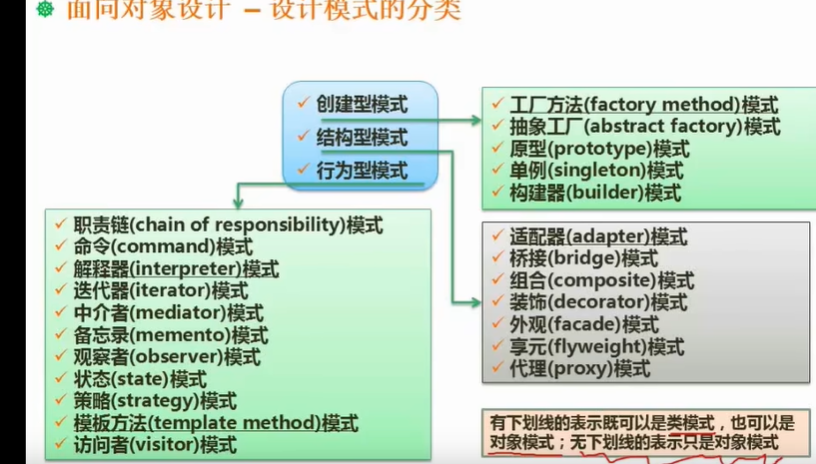 面向对象设计 – 设计模式的分类
创建型模式
结构型模式
行为型模式
工厂方法(factory method)模式
抽象工厂(abstract factory)模式
原型(prototype)模式
单例(singleton)模式
构建器(builder)模式
职责链(chain of responsibility)模式
命令(command)模式
解释器(interpreter)模式
迭代器(iterator)模式
中介者(mediator)模式
备忘录(memento)模式
观察者(observer)模式
状态(state)模式
策略(strategy)模式
模板方法(template method)模式
访问者(visitor)模式
适配器(adapter)模式
桥接(bridge)模式
组合(composite)模式
装饰(decorator)模式
外观(facade)模式
享元(flyweight)模式
代理(proxy)模式
有下划线的表示既可以是类模式，也可以是
对象模式；无下划线的表示只是对象模式